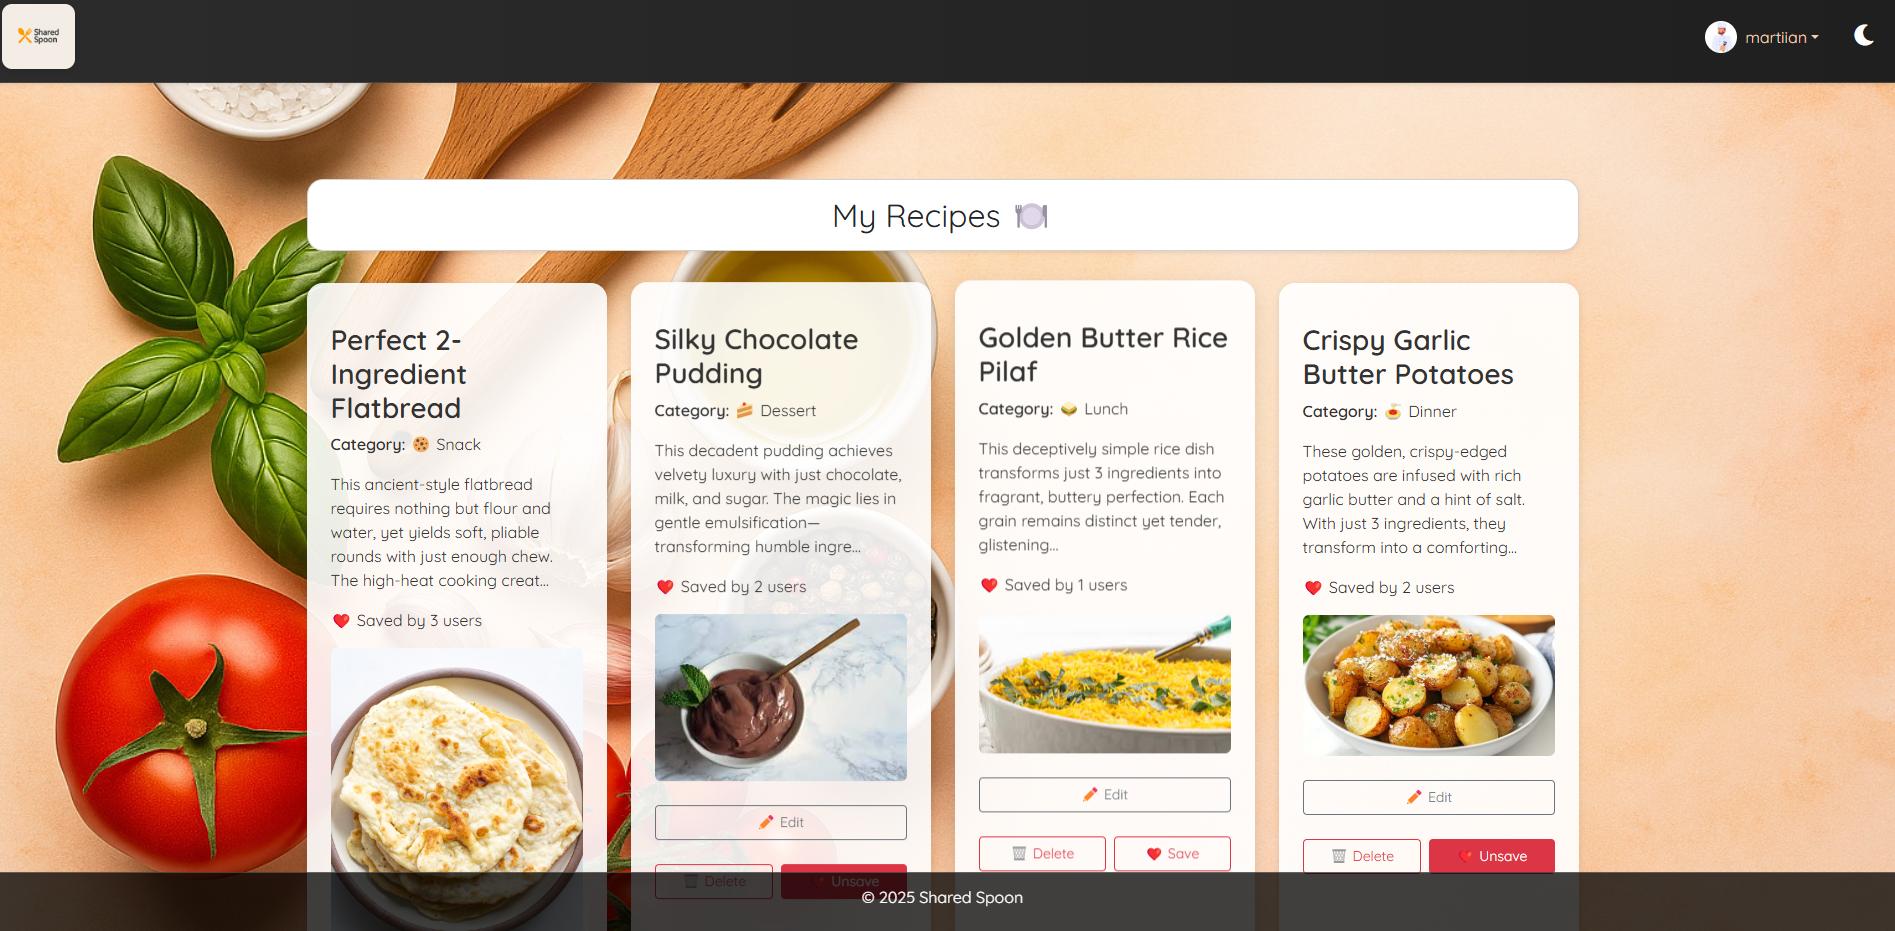 Shared
Spoon
martiian
My Recipes
Perfect 2-
Ingredient
Flatbread
Category: Snack
This ancient-style flatbread
requires nothing but flour and
water, yet yields soft, pliable
rounds with just enough chew.
The high-heat cooking creat...
Saved by 3 users
Silky Chocolate
Pudding
Category: Dessert
This decadent pudding achieves
velvety luxury with just chocolate,
milk, and sugar. The magic lies in
gentle emulsification—
transforming humble ingre...
Saved by 2 users
Edit
Delete Unsave
Golden Butter Rice
Pilaf
Category: Lunch
This deceptively simple rice dish
transforms just 3 ingredients into
fragrant, buttery perfection. Each
grain remains distinct yet tender,
glistening...
Saved by 1 users
Edit
Delete Save
Crispy Garlic
Butter Potatoes
Category: Dinner
These golden, crispy-edged
potatoes are infused with rich
garlic butter and a hint of salt.
With just 3 ingredients, they
transform into a comforting...
Saved by 2 users
Edit
Delete Unsave
© 2025 Shared Spoon